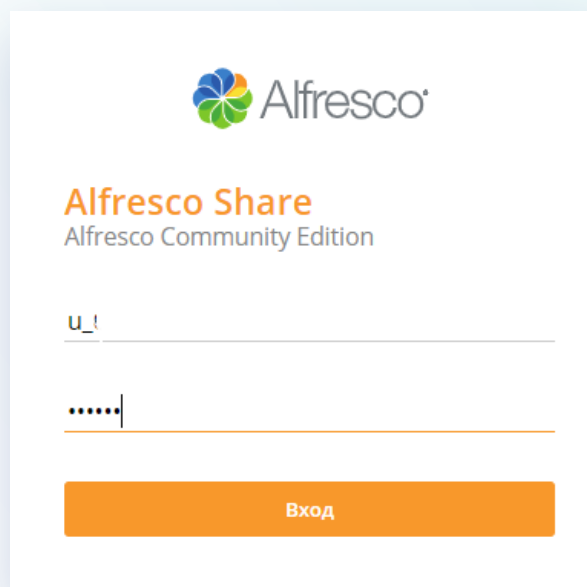 Alfresco
Alfresco Share
Alfresco Community Edition
••••••
Вход